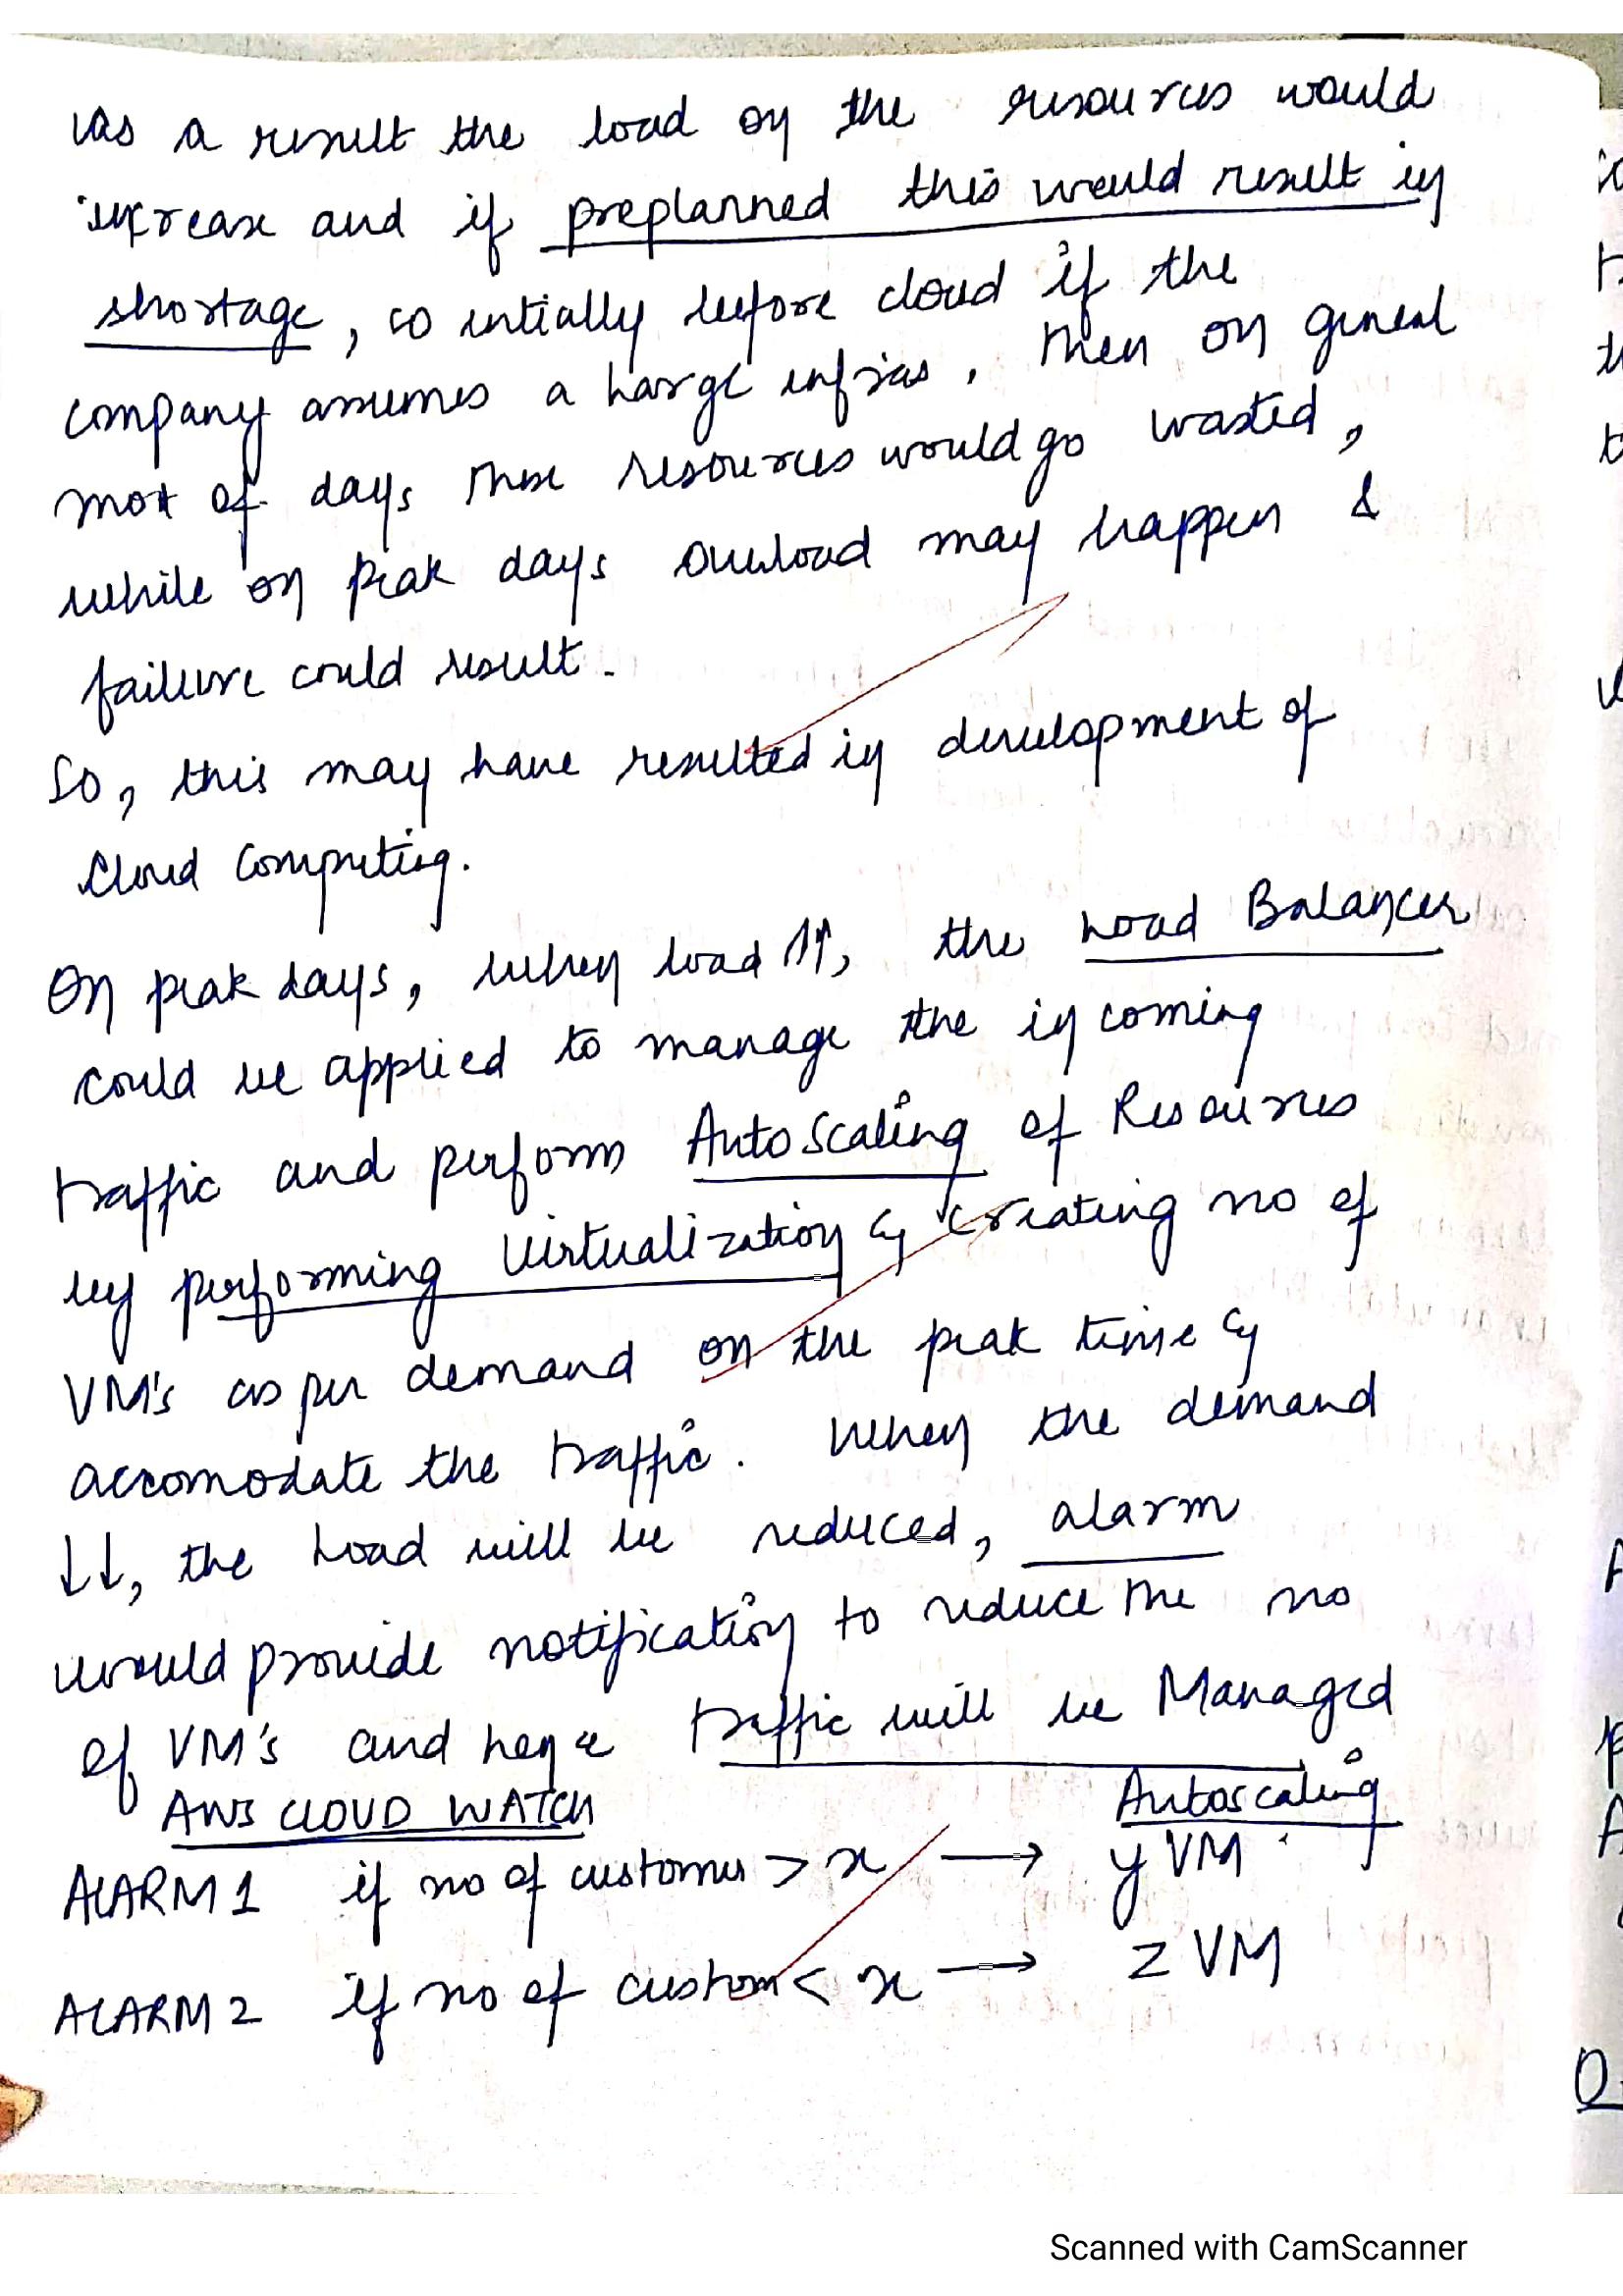 As a result the load on the resources would
increase and if preplanned this would result in
shortage, so intially before cloud if the
company assumes a large infras, then on general
most of days these resources would go wasted,
while on peak days overload may happen &
failure could result.
So, this may have resulted in development of
Cloud Computing.
On peak days, when load ↑↑, the Load Balancer
could be applied to manage the incoming
traffic and perform AutoScaling of Resources
by performing Virtualization & creating no of
VM's as per demand on the peak time &
accomodate the traffic. When the demand
↓↓, the load will be reduced, alarm
would provide notification to reduce the no
of VM's and hence traffic will be Managed
AWS CLOUD WATCH Autoscaling
ALARM 1 if no of customers > x → y VM
ALARM 2 if no of custom < x → z VM
Scanned with CamScanner